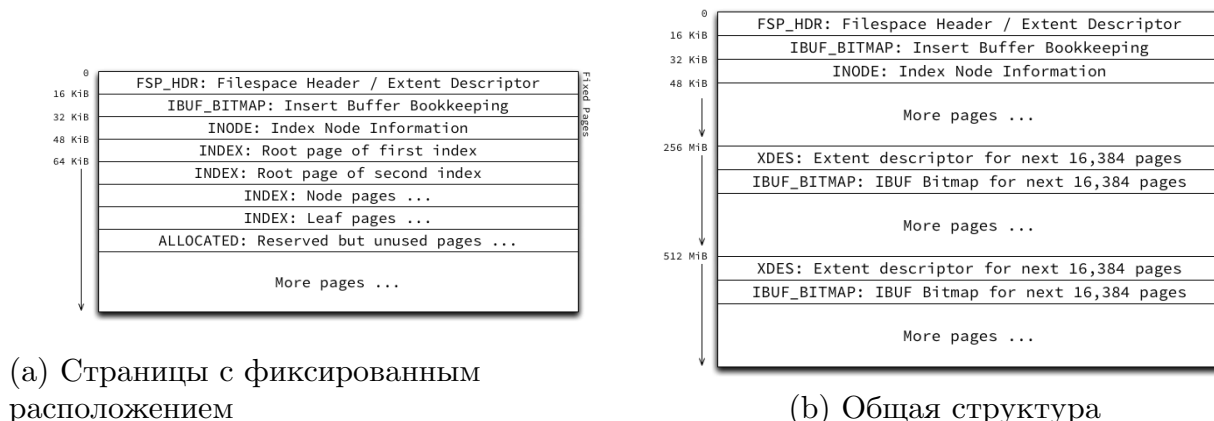 0
FSP_HDR: Filespace Header / Extent Descriptor
16 KiB
IBUF_BITMAP: Insert Buffer Bookkeeping
32 KiB
INODE: Index Node Information
48 KiB
INDEX: Root page of first index
64 KiB
INDEX: Root page of second index
INDEX: Node pages ...
INDEX: Leaf pages ...
ALLOCATED: Reserved but unused pages ...
More pages ...
Fixed Pages
(a) Страницы с фиксированным
расположением
0
FSP_HDR: Filespace Header / Extent Descriptor
16 KiB
IBUF_BITMAP: Insert Buffer Bookkeeping
32 KiB
INODE: Index Node Information
48 KiB
More pages ...
256 MiB
XDES: Extent descriptor for next 16,384 pages
IBUF_BITMAP: IBUF Bitmap for next 16,384 pages
More pages ...
512 MiB
XDES: Extent descriptor for next 16,384 pages
IBUF_BITMAP: IBUF Bitmap for next 16,384 pages
More pages ...
(b) Общая структура